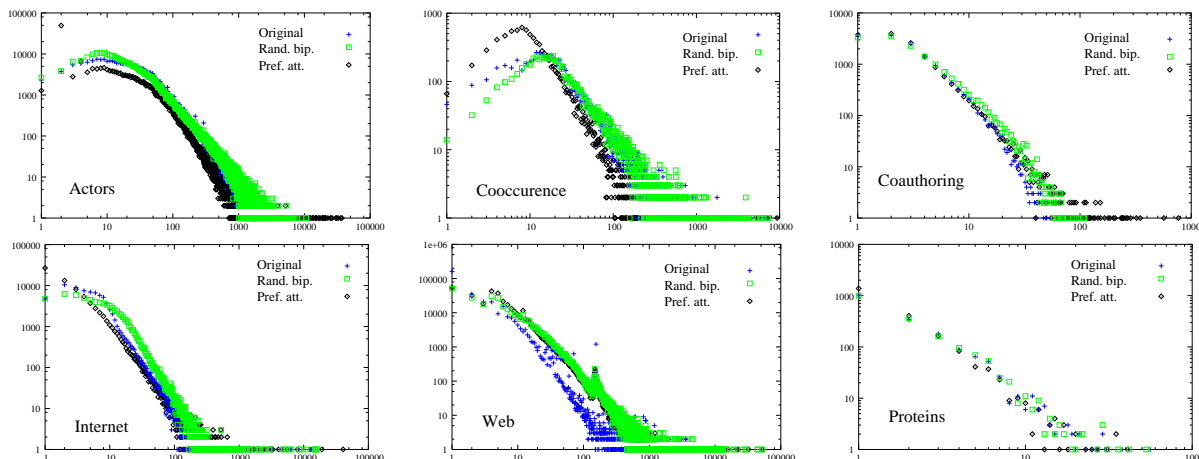 100000
10000
1000
100
10
1
Original
Rand. bip.
Pref. att.
Actors
1 10 100 1000 10000 100000
1000
100
10
1
Original
Rand. bip.
Pref. att.
Cooccurence
1 10 100 1000 10000
10000
1000
100
10
1
Original
Rand. bip.
Pref. att.
Coauthoring
1 10 100 1000
100000
10000
1000
100
10
1
Original
Rand. bip.
Pref. att.
Internet
1 10 100 1000 10000 100000
1e+06
100000
10000
1000
100
10
1
Original
Rand. bip.
Pref. att.
Web
1 10 100 1000 10000 100000
10000
1000
100
10
1
Original
Rand. bip.
Pref. att.
Proteins
1 10 100